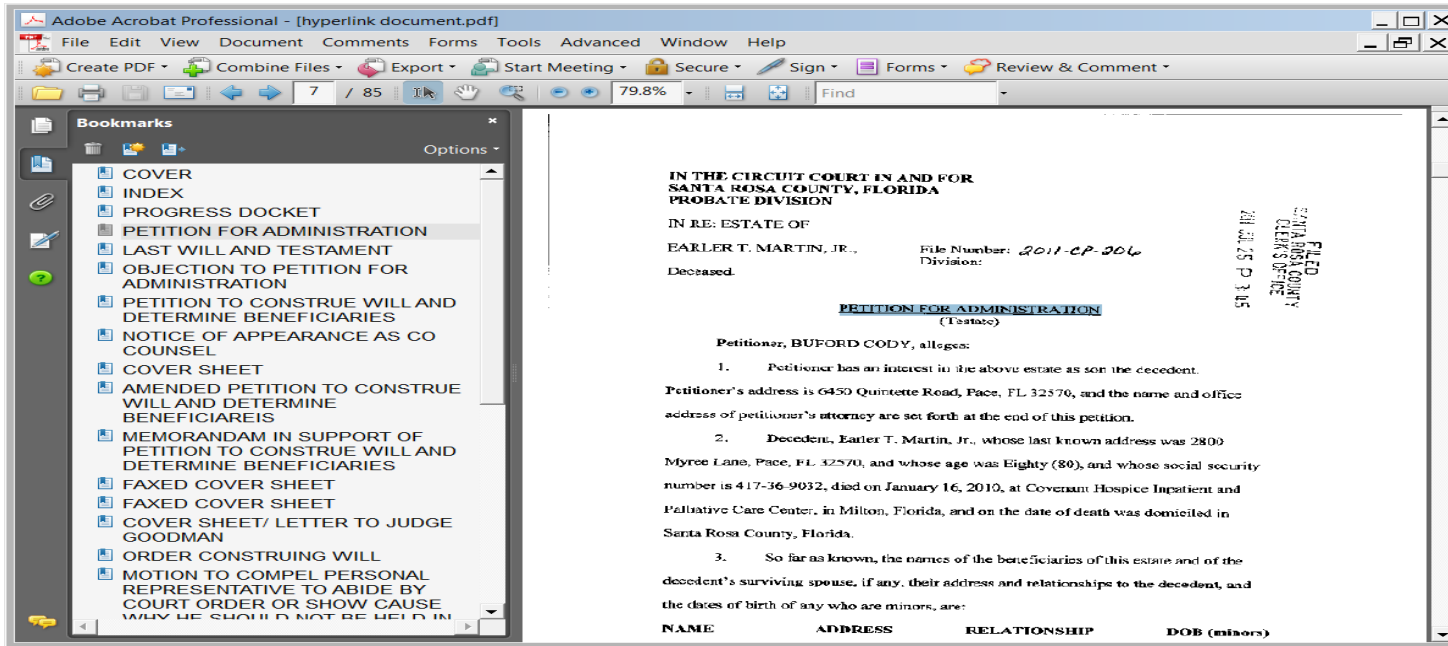 Adobe Acrobat Professional - [hyperlink document.pdf]
File Edit View Document Comments Forms Tools Advanced Window Help
Create PDF Combine Files Export Start Meeting Secure Sign Forms Review & Comment
7 / 85 79.8% Find
Bookmarks
Options
COVER
INDEX
PROGRESS DOCKET
PETITION FOR ADMINISTRATION
LAST WILL AND TESTAMENT
OBJECTION TO PETITION FOR
ADMINISTRATION
PETITION TO CONSTRUE WILL AND
DETERMINE BENEFICIARIES
NOTICE OF APPEARANCE AS CO
COUNSEL
COVER SHEET
AMENDED PETITION TO CONSTRUE
WILL AND DETERMINE
BENEFICIAREIS
MEMORANDAM IN SUPPORT OF
PETITION TO CONSTRUE WILL AND
DETERMINE BENEFICIARIES
FAXED COVER SHEET
FAXED COVER SHEET
COVER SHEET/ LETTER TO JUDGE
GOODMAN
ORDER CONSTRUING WILL
MOTION TO COMPEL PERSONAL
REPRESENTATIVE TO ABIDE BY
COURT ORDER OR SHOW CAUSE
WHY HE SHOULD NOT BE HELD IN
IN THE CIRCUIT COURT IN AND FOR
SANTA ROSA COUNTY, FLORIDA
PROBATE DIVISION
IN RE: ESTATE OF
EARLER T. MARTIN, JR., File Number: 2011-CP-206
Division:
Deceased.
FILED
SANTA ROSA COUNTY
CLERK'S OFFICE
2011 JUL 25 P 3:45
PETITION FOR ADMINISTRATION
(Testate)
Petitioner, BUFORD CODY, alleges:
1. Petitioner has an interest in the above estate as son the decedent.
Petitioner's address is 6450 Quintette Road, Pace, FL 32570, and the name and office
address of petitioner's attorney are set forth at the end of this petition.
2. Decedent, Earler T. Martin, Jr., whose last known address was 2800
Myree Lane, Pace, FL 32570, and whose age was Eighty (80), and whose social security
number is 417-36-9032, died on January 16, 2010, at Covenant Hospice Inpatient and
Palliative Care Center, in Milton, Florida, and on the date of death was domiciled in
Santa Rosa County, Florida.
3. So far as known, the names of the beneficiaries of this estate and of the
decedent's surviving spouse, if any, their address and relationships to the decedent, and
the dates of birth of any who are minors, are:
NAME ADDRESS RELATIONSHIP DOB (minors)